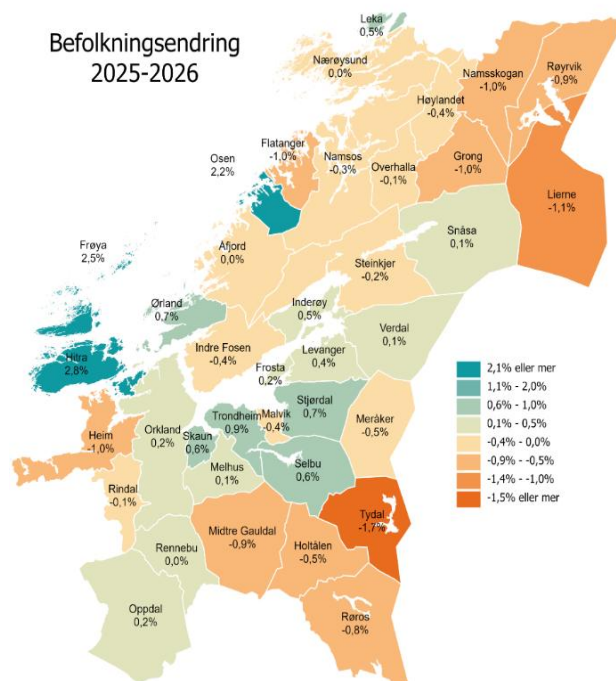 Befolkningsendring
2025-2026
Leka
0,5%
Nærøysund
0,0%
Namsskogan
-1,0%
Røyrvik
-0,9%
Høylandet
-0,4%
Flatanger
-1,0%
Namsos
-0,3%
Overhalla
-0,1%
Grong
-1,0%
Lierne
-1,1%
Osen
2,2%
Snåsa
0,1%
Frøya
2,5%
Åfjord
0,0%
Steinkjer
-0,2%
Ørland
0,7%
Inderøy
0,5%
Verdal
0,1%
Indre Fosen
-0,4%
Levanger
0,4%
Hitra
2,8%
Frosta
0,2%
Stjørdal
0,7%
Meråker
-0,5%
Heim
-1,0%
Orkland
0,2%
Skaun
0,6%
Trondheim
0,9%
Malvik
-0,4%
Melhus
0,1%
Selbu
0,6%
Rindal
-0,1%
Tydal
-1,7%
Midtre Gauldal
-0,9%
Holtålen
-0,5%
Rennebu
0,0%
Oppdal
0,2%
Røros
-0,8%
2,1% eller mer
1,1% - 2,0%
0,6% - 1,0%
0,1% - 0,5%
-0,4% - 0,0%
-0,9% - -0,5%
-1,4% - -1,0%
-1,5% eller mer